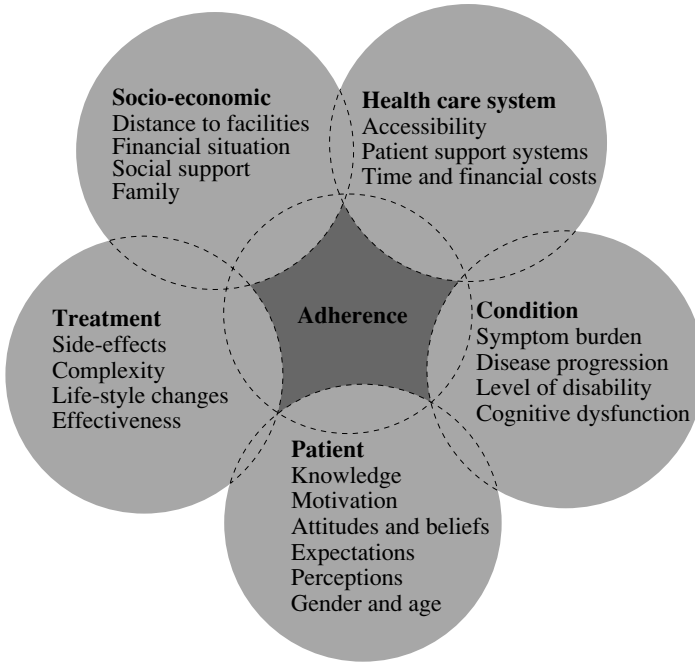 Socio-economic
Distance to facilities
Financial situation
Social support
Family
Health care system
Accessibility
Patient support systems
Time and financial costs
Treatment
Side-effects
Complexity
Life-style changes
Effectiveness
Adherence
Condition
Symptom burden
Disease progression
Level of disability
Cognitive dysfunction
Patient
Knowledge
Motivation
Attitudes and beliefs
Expectations
Perceptions
Gender and age